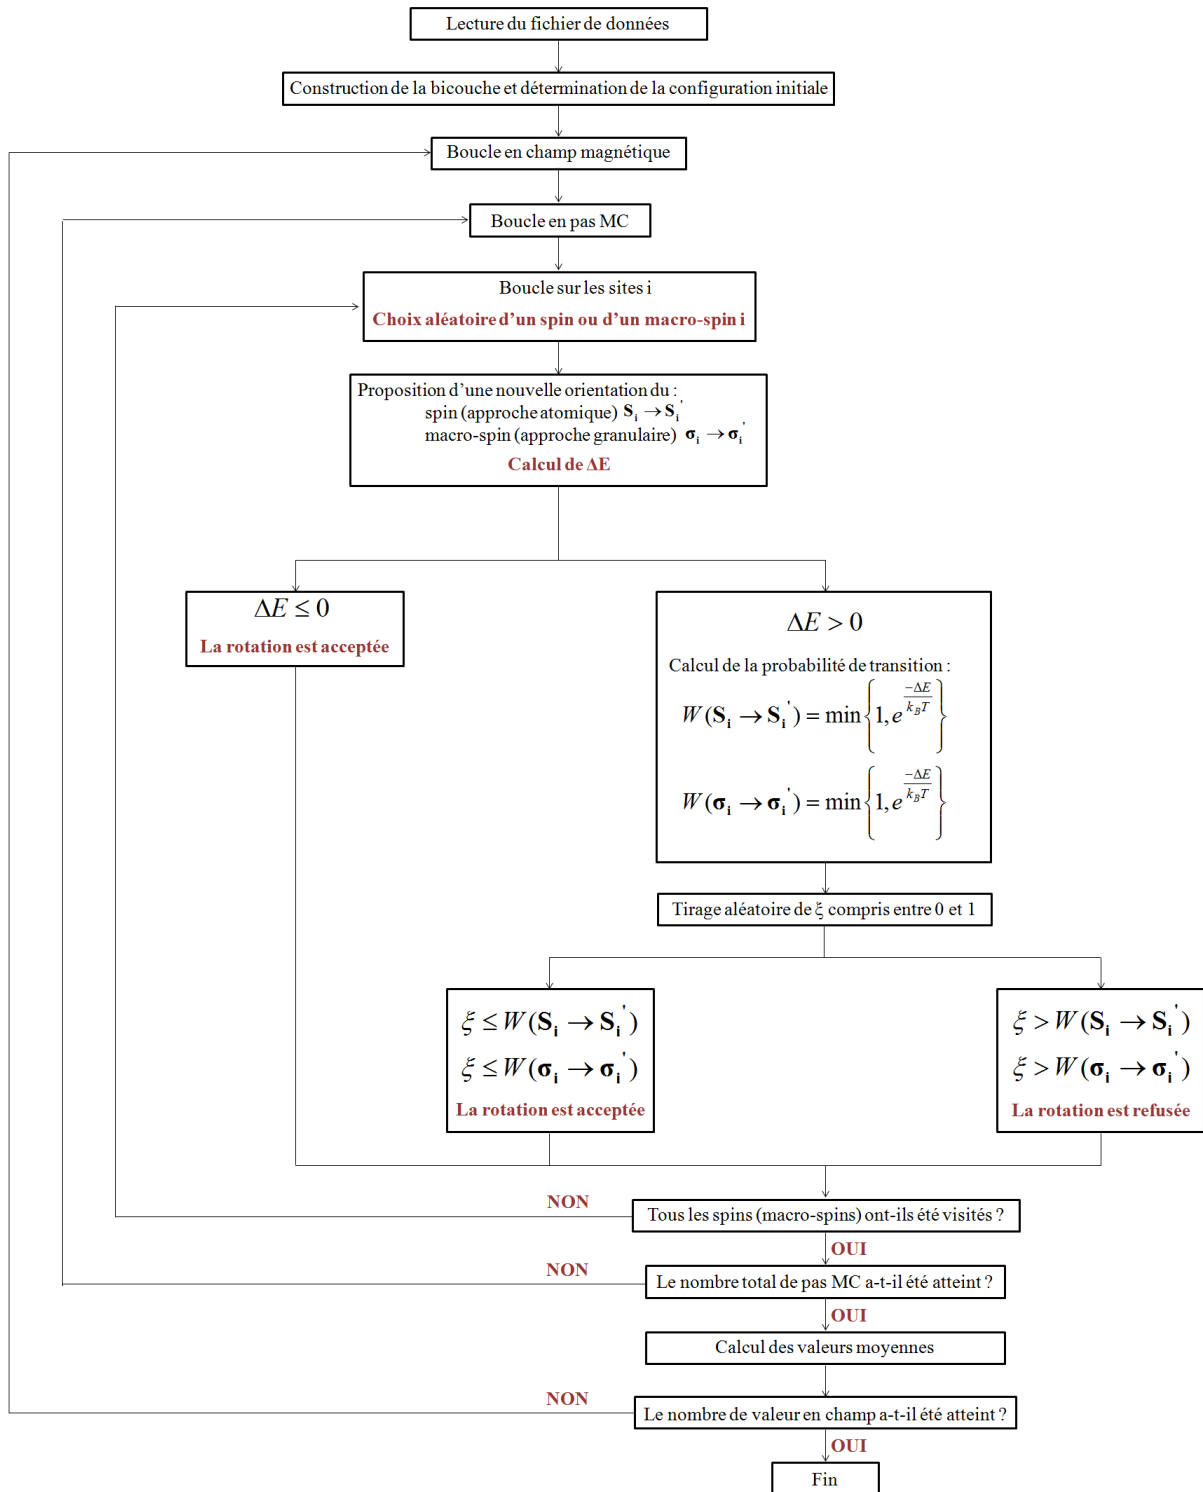 Lecture du fichier de données
Construction de la bicouche et détermination de la configuration initiale
Boucle en champ magnétique
Boucle en pas MC
Boucle sur les sites i
Choix aléatoire d'un spin ou d'un macro-spin i
Proposition d'une nouvelle orientation du :
spin (approche atomique) S_i → S_i'
macro-spin (approche granulaire) σ_i → σ_i'
Calcul de ΔE
ΔE ≤ 0
La rotation est acceptée
ΔE > 0
Calcul de la probabilité de transition :
W(S_i → S_i') = min{1, e^(-ΔE/k_BT)}
W(σ_i → σ_i') = min{1, e^(-ΔE/k_BT)}
Tirage aléatoire de ξ compris entre 0 et 1
ξ ≤ W(S_i → S_i')
ξ ≤ W(σ_i → σ_i')
La rotation est acceptée
ξ > W(S_i → S_i')
ξ > W(σ_i → σ_i')
La rotation est refusée
NON
Tous les spins (macro-spins) ont-ils été visités ?
OUI
NON
Le nombre total de pas MC a-t-il été atteint ?
OUI
Calcul des valeurs moyennes
NON
Le nombre de valeur en champ a-t-il été atteint ?
OUI
Fin